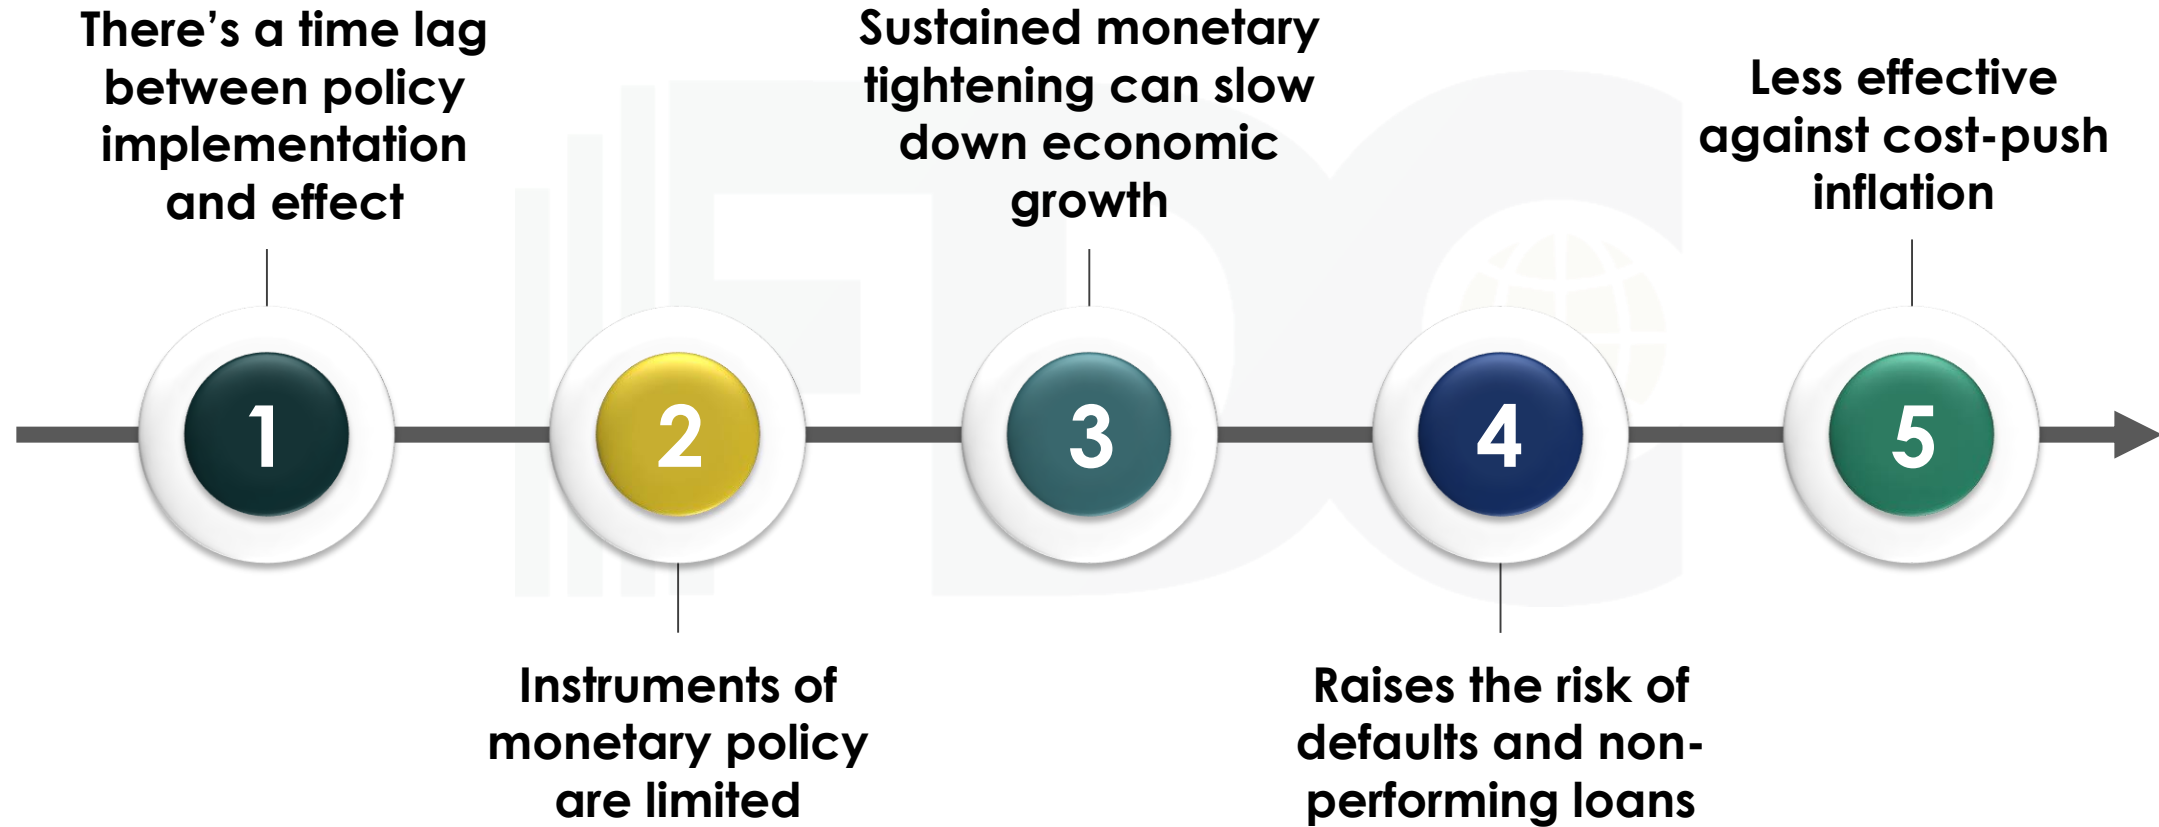 There’s a time lag
between policy
implementation
and effect
1
Instruments of
monetary policy
are limited
2
Sustained monetary
tightening can slow
down economic
growth
3
Raises the risk of
defaults and non-
performing loans
4
Less effective
against cost-push
inflation
5
FDC